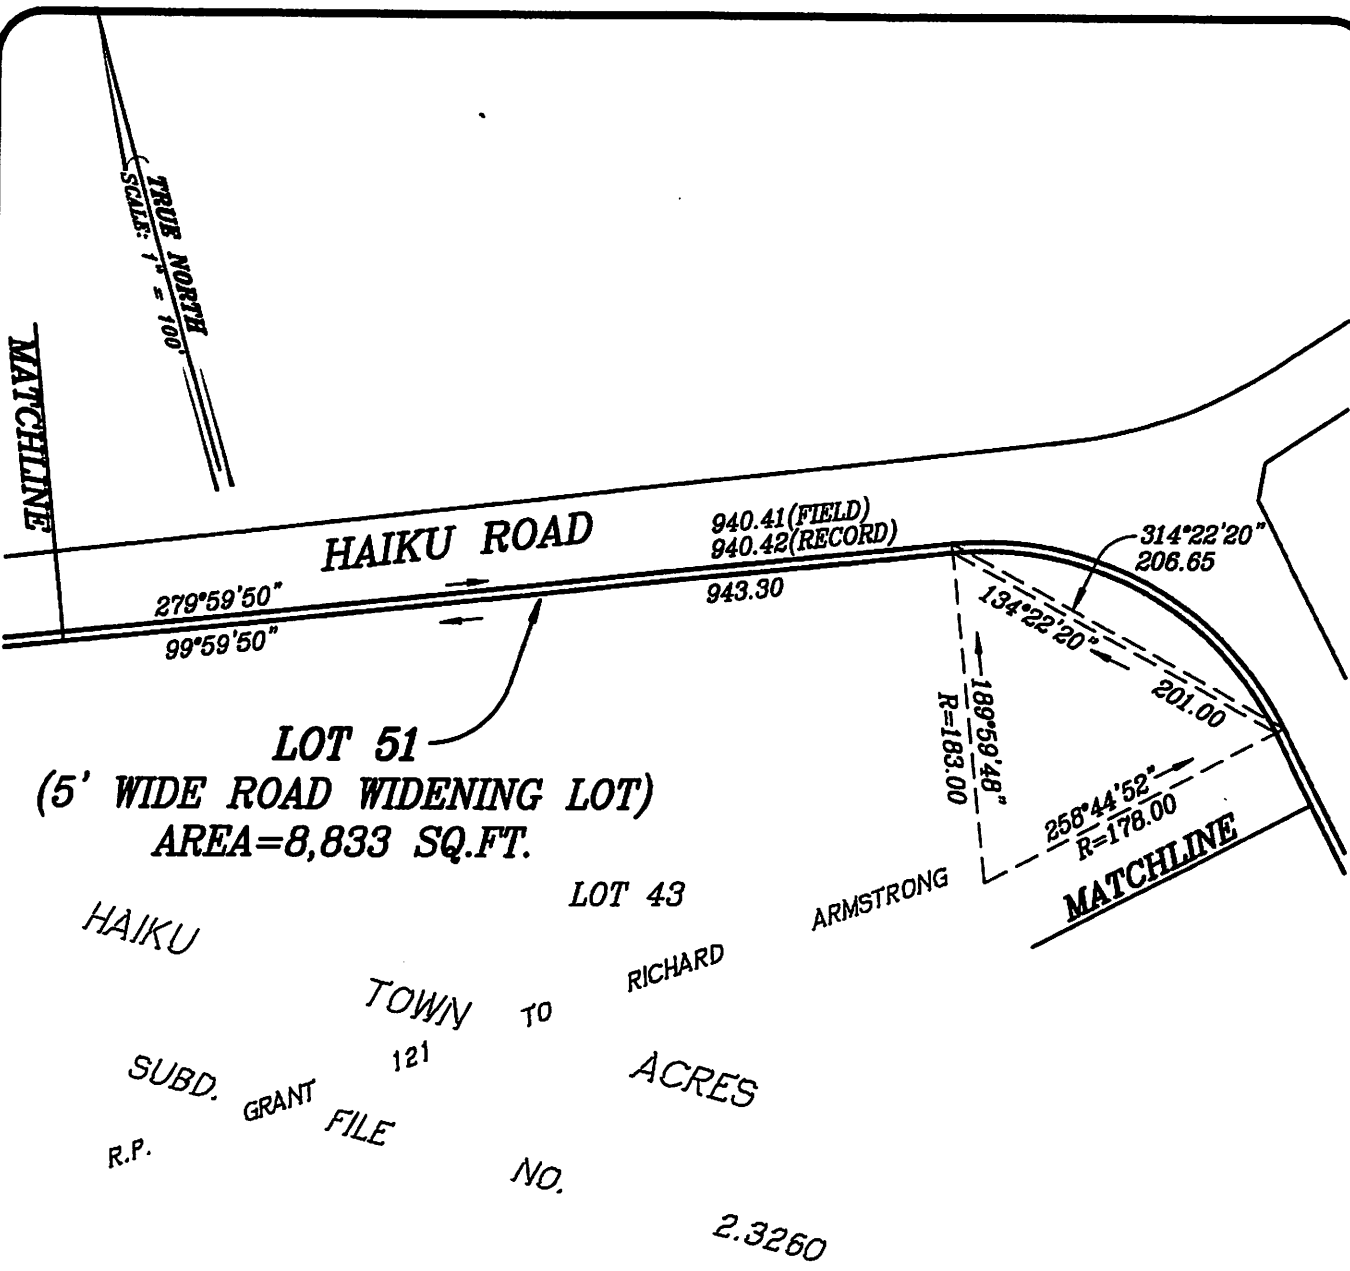 TRUE NORTH
SCALE: 1" = 100'
MATCHLINE
HAIKU ROAD
940.41(FIELD)
940.42(RECORD)
943.30
279°59'50"
99°59'50"
314°22'20"
206.65
134°22'20"
201.00
189°59'48"
R=183.00
258°44'52"
R=178.00
MATCHLINE
LOT 51
(5' WIDE ROAD WIDENING LOT)
AREA=8,833 SQ.FT.
LOT 43
HAIKU TOWN ACRES
R.P. GRANT 121 TO RICHARD ARMSTRONG
SUBD. FILE NO. 2.3260